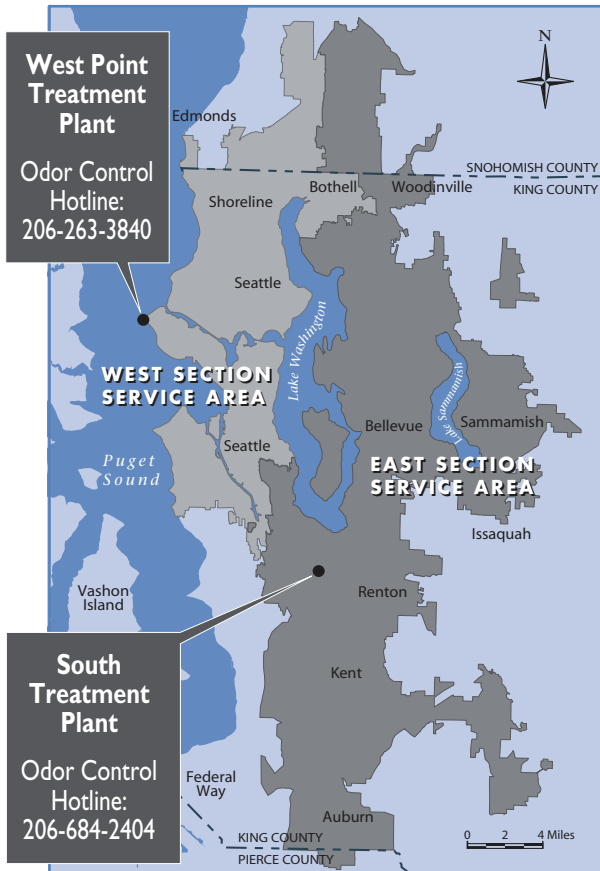 West Point
Treatment
Plant
Odor Control
Hotline:
206-263-3840
N
Edmonds
SNOHOMISH COUNTY
KING COUNTY
Bothell
Woodinville
Shoreline
Seattle
Lake Washington
WEST SECTION
SERVICE AREA
Lake Sammamish
Sammamish
Bellevue
Seattle
EAST SECTION
SERVICE AREA
Puget
Sound
Issaquah
Vashon
Island
Renton
South
Treatment
Plant
Odor Control
Hotline:
206-684-2404
Kent
Federal
Way
Auburn
KING COUNTY
PIERCE COUNTY
0 2 4 Miles